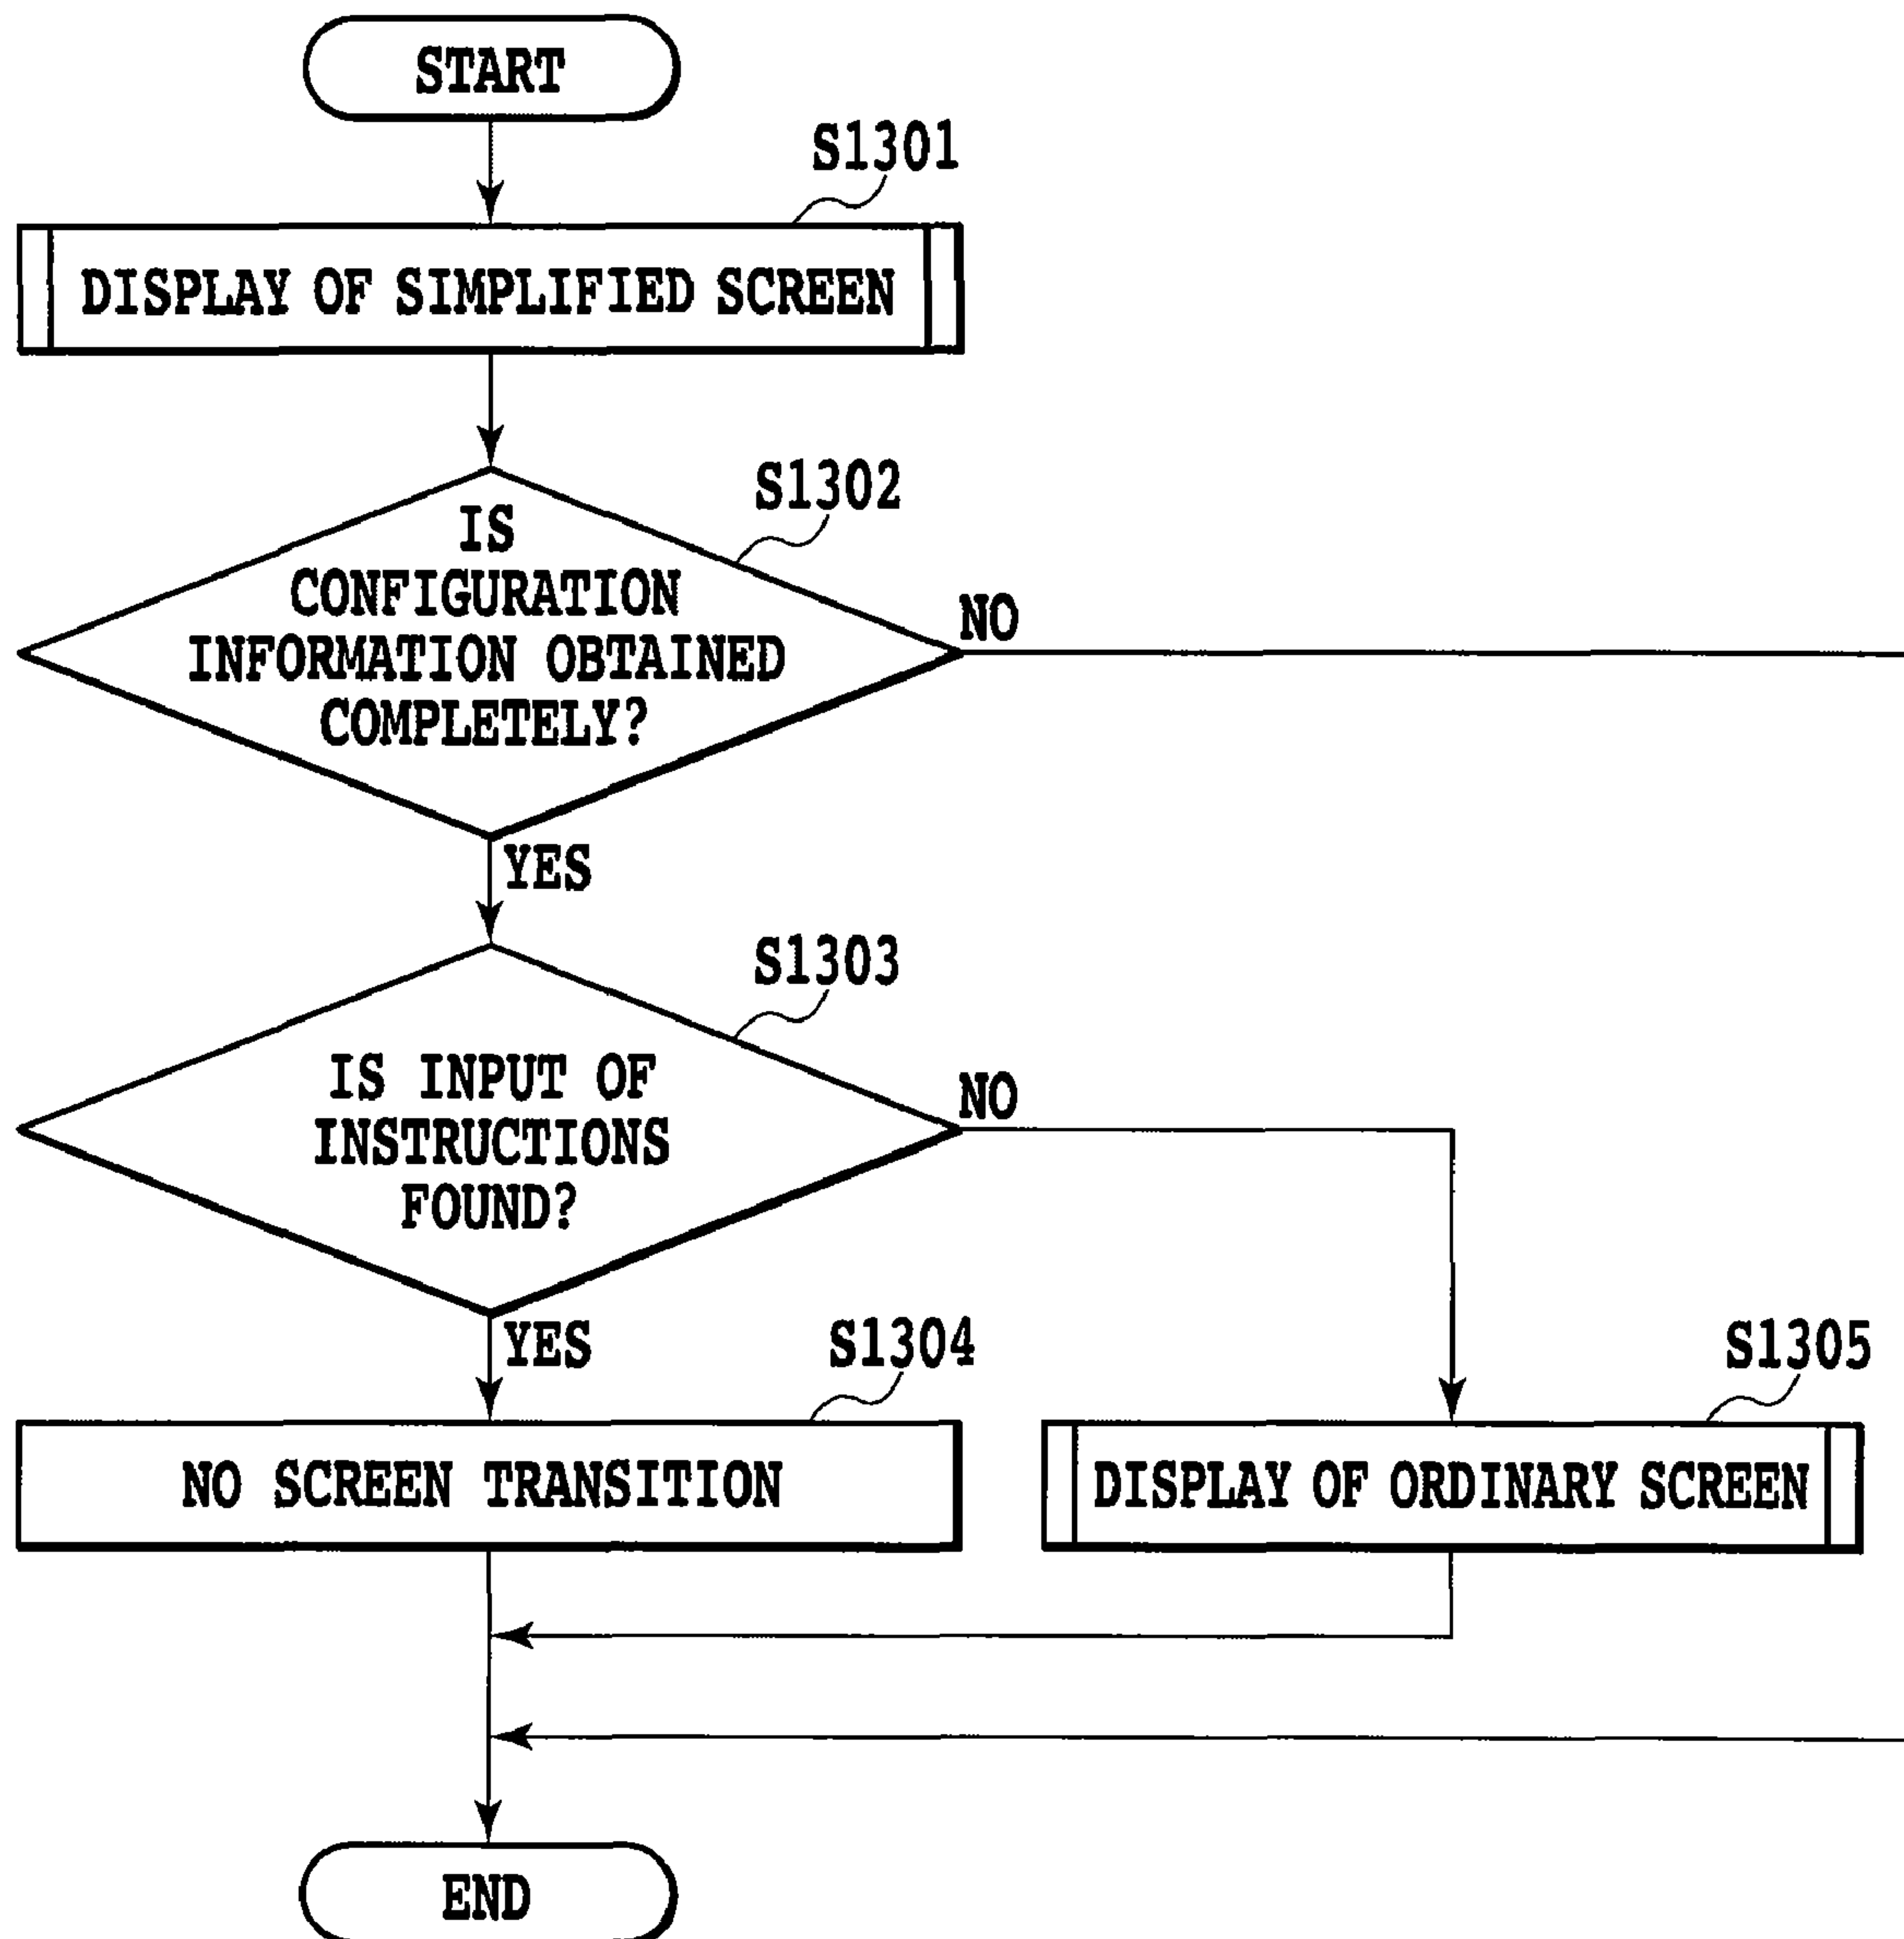 START
S1301
DISPLAY OF SIMPLIFIED SCREEN
S1302
IS
CONFIGURATION
INFORMATION OBTAINED
COMPLETELY?
NO
YES
S1303
IS INPUT OF
INSTRUCTIONS
FOUND?
NO
YES
S1304
S1305
NO SCREEN TRANSITION
DISPLAY OF ORDINARY SCREEN
END